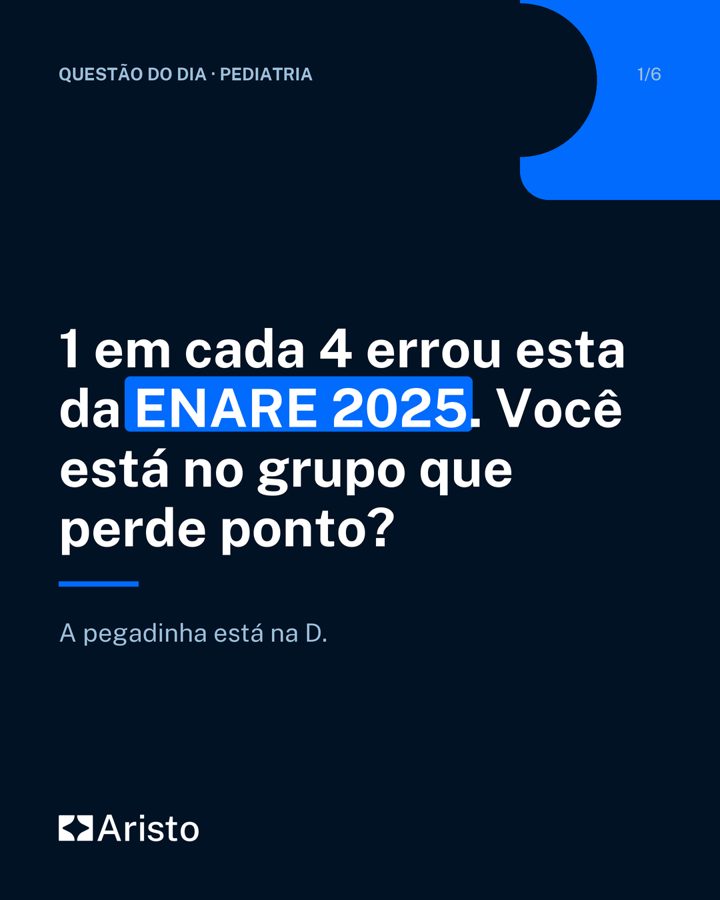 QUESTÃO DO DIA · PEDIATRIA
1/6
1 em cada 4 errou esta
da ENARE 2025. Você
está no grupo que
perde ponto?
A pegadinha está na D.
Aristo